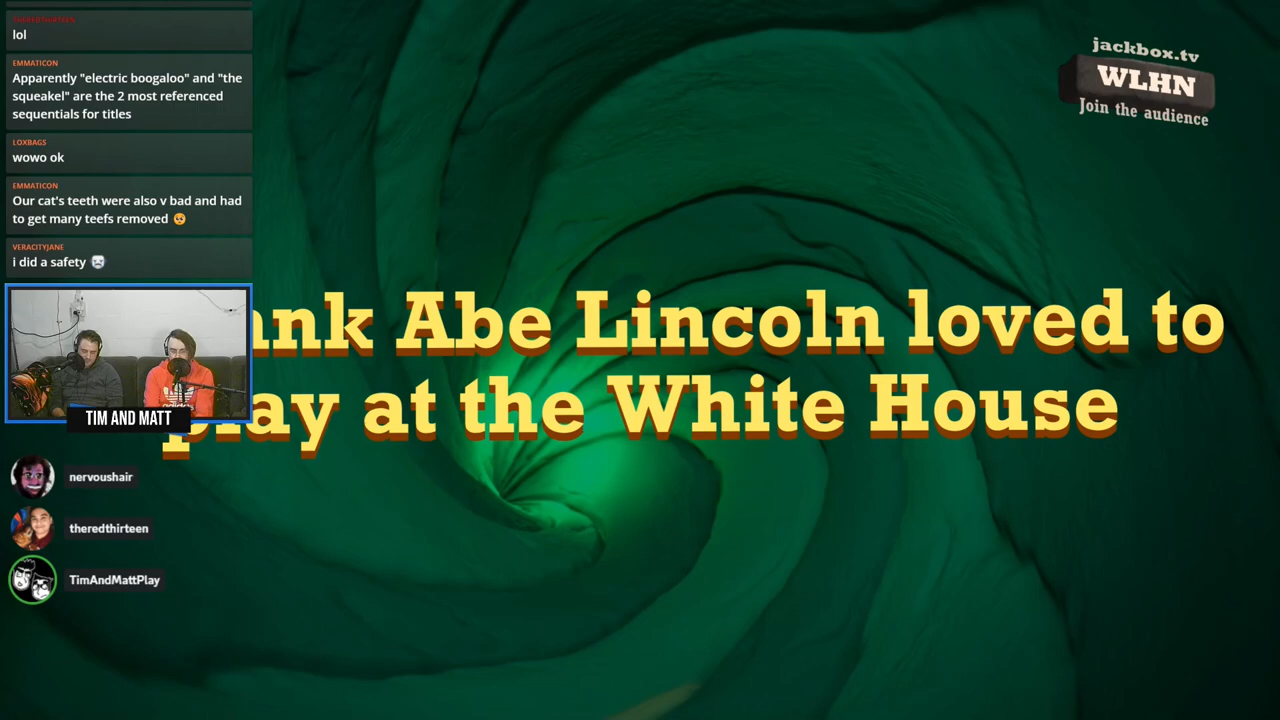 THEREDTHIRTEEN
lol
EMMATICON
Apparently "electric boogaloo" and "the
squeakel" are the 2 most referenced
sequentials for titles
LOXBAGS
wowo ok
EMMATICON
Our cat's teeth were also v bad and had
to get many teefs removed 🥺
VERACITYJANE
i did a safety
TIM AND MATT
nervoushair
theredthirteen
TimAndMattPlay
ank Abe Lincoln loved to
play at the White House
jackbox.tv
WLHN
Join the audience